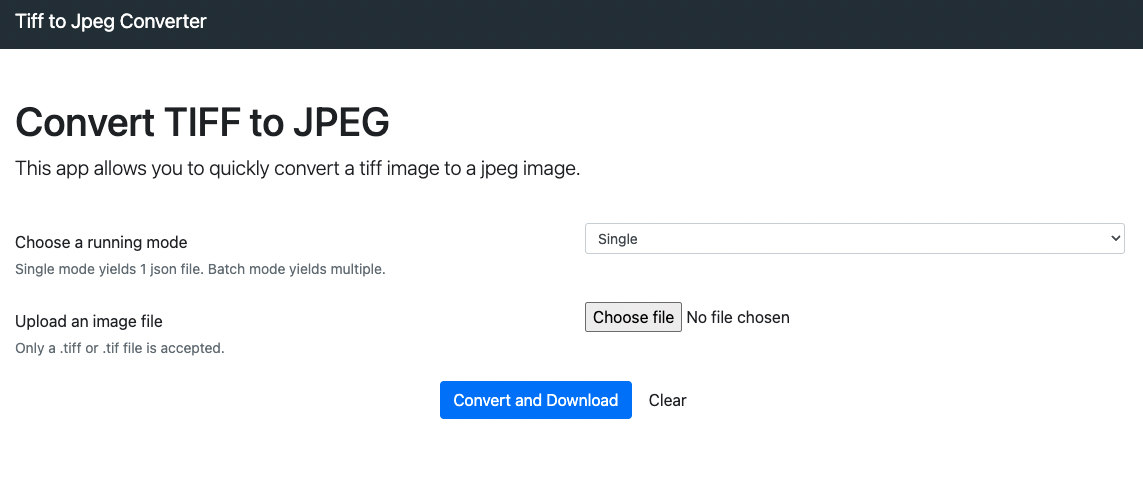 Tiff to Jpeg Converter
Convert TIFF to JPEG
This app allows you to quickly convert a tiff image to a jpeg image.
Choose a running mode
Single
Single mode yields 1 json file. Batch mode yields multiple.
Upload an image file
Choose file No file chosen
Only a .tiff or .tif file is accepted.
Convert and Download Clear